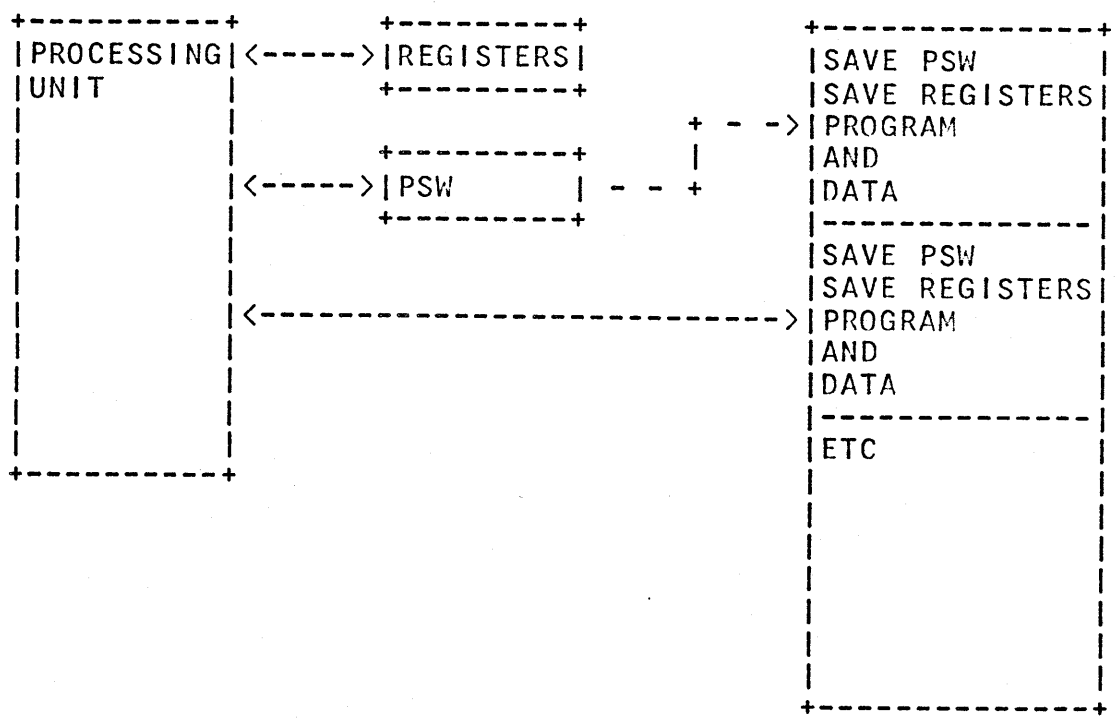 PROCESSING
UNIT
REGISTERS
PSW
SAVE PSW
SAVE REGISTERS
PROGRAM
AND
DATA
SAVE PSW
SAVE REGISTERS
PROGRAM
AND
DATA
ETC